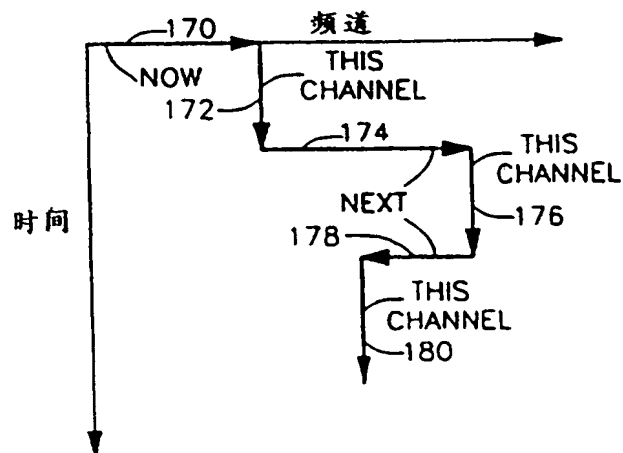 170
频道
NOW
THIS
CHANNEL
172
174
THIS
CHANNEL
NEXT
176
时间
178
THIS
CHANNEL
180